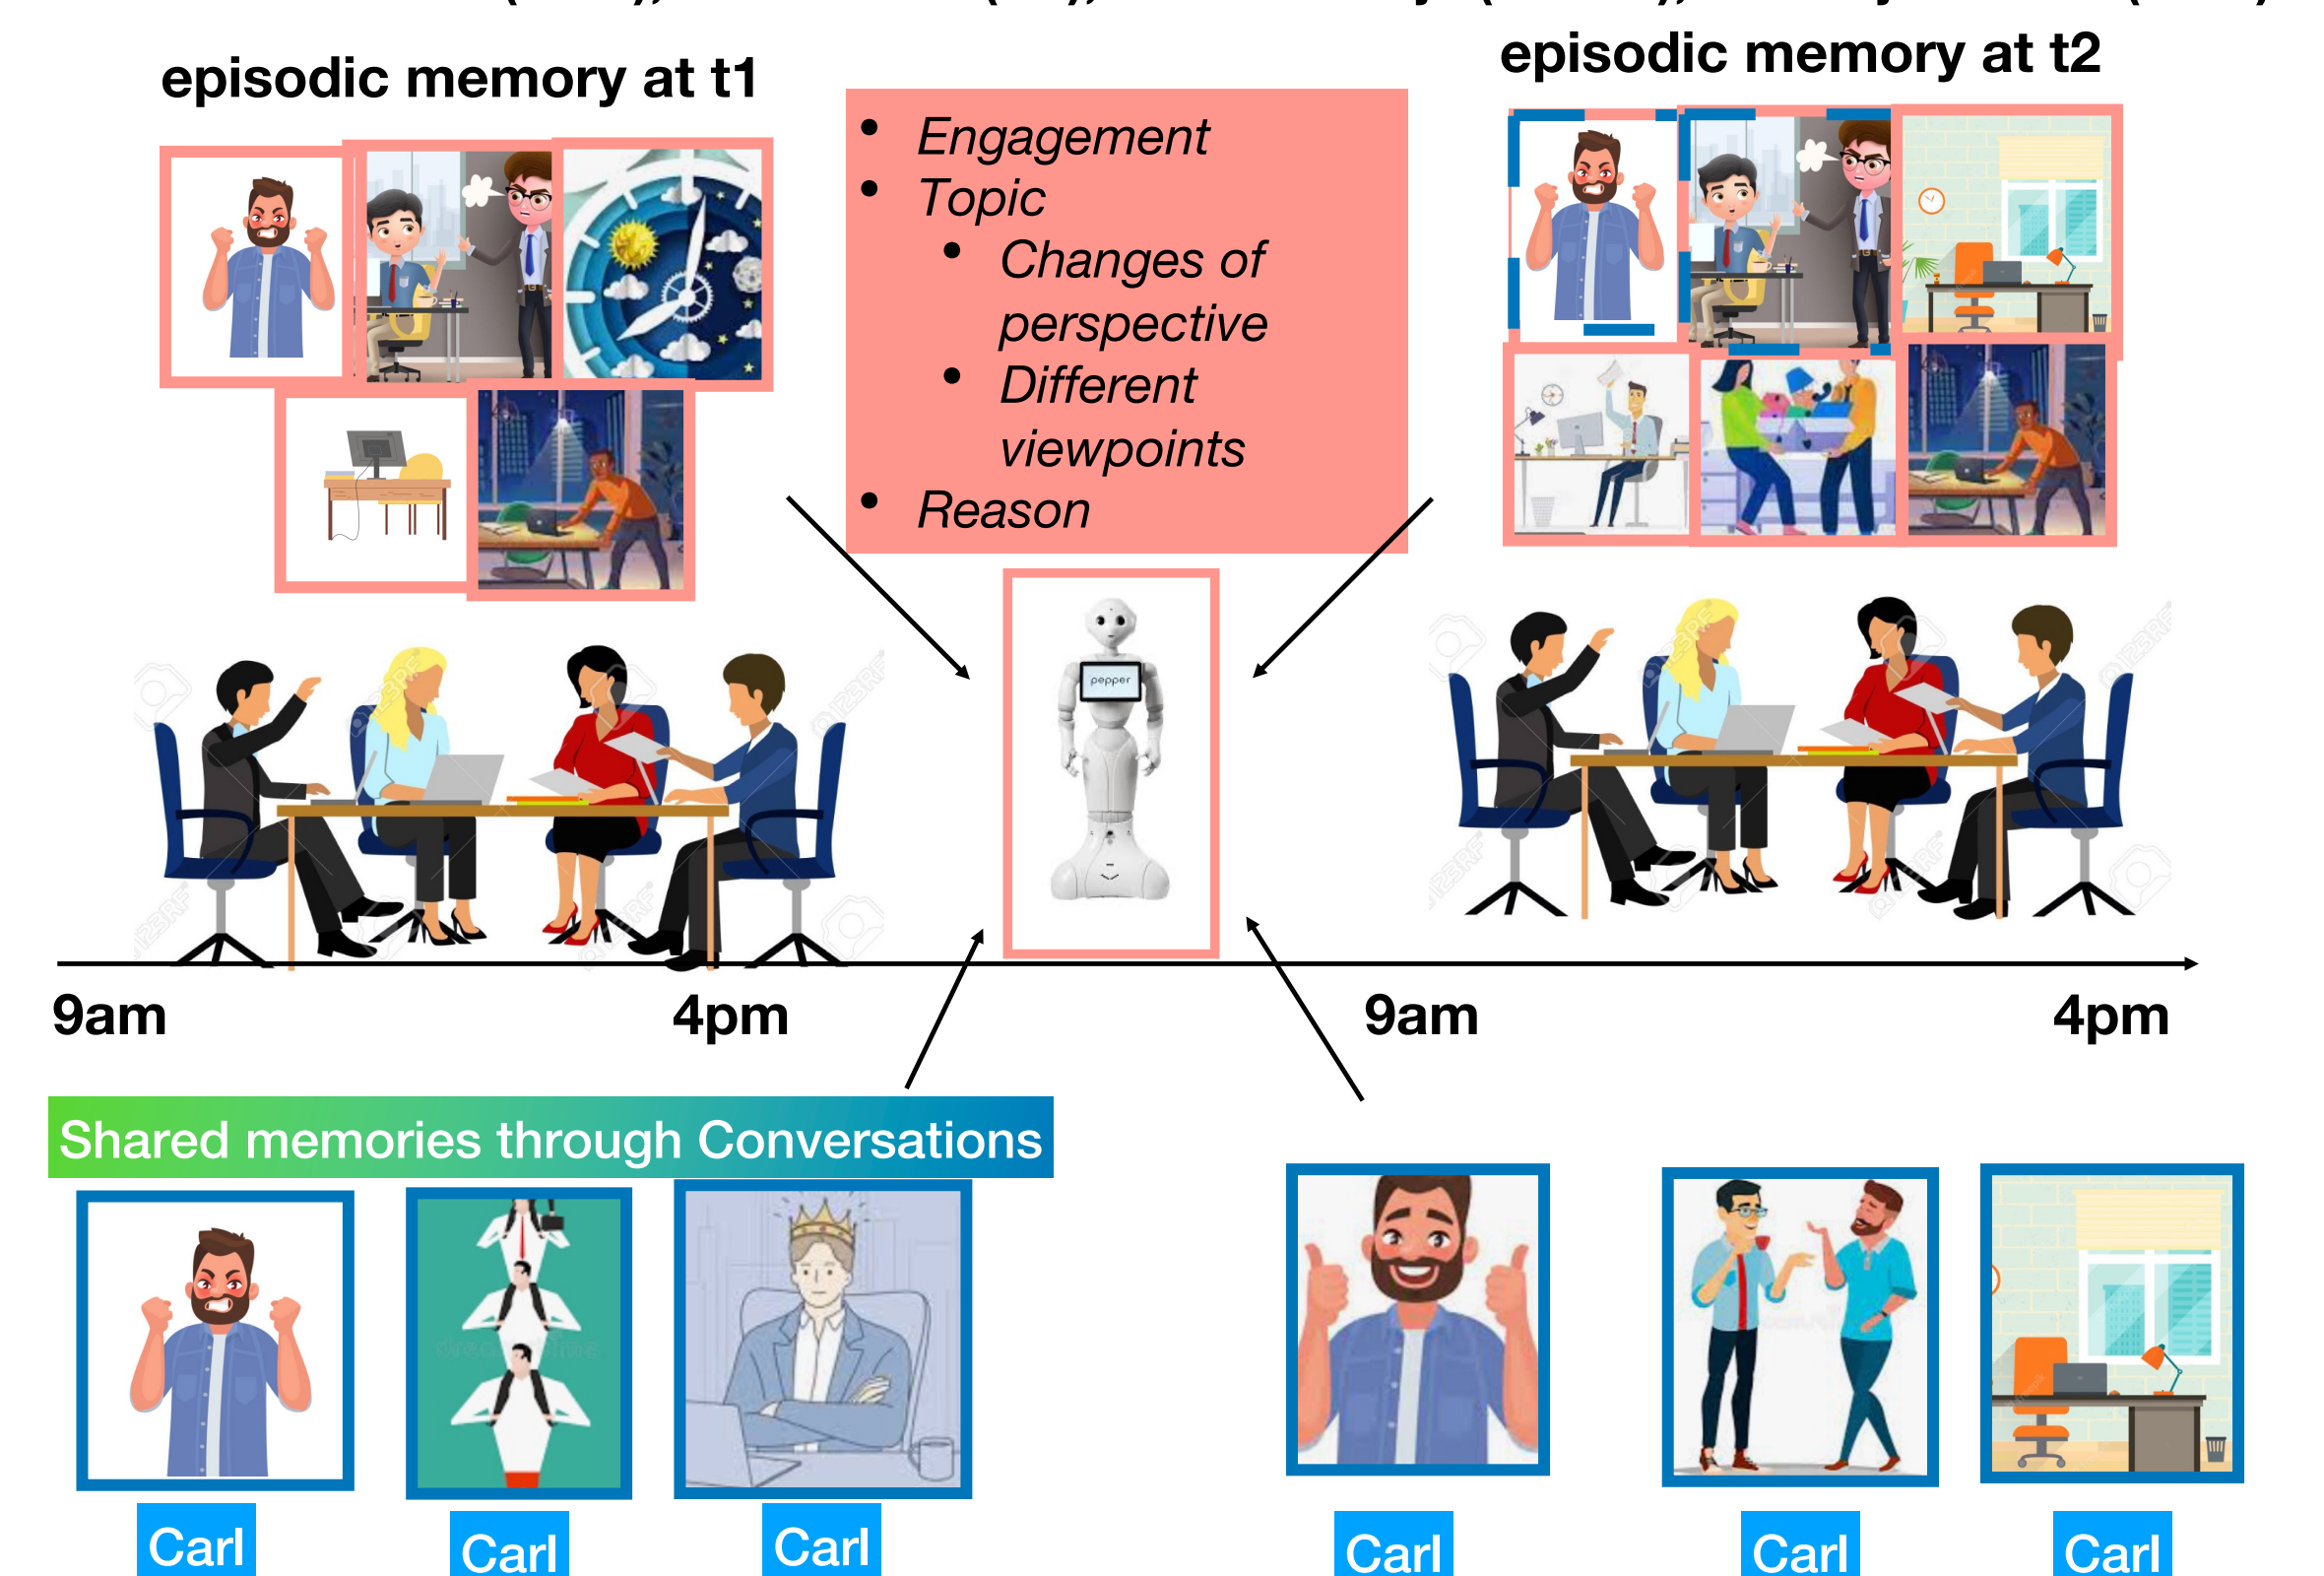 episodic memory at t1
episodic memory at t2
• Engagement
• Topic
• Changes of
perspective
• Different
viewpoints
• Reason
pepper
9am
4pm
9am
4pm
Shared memories through Conversations
Carl
Carl
Carl
Carl
Carl
Carl